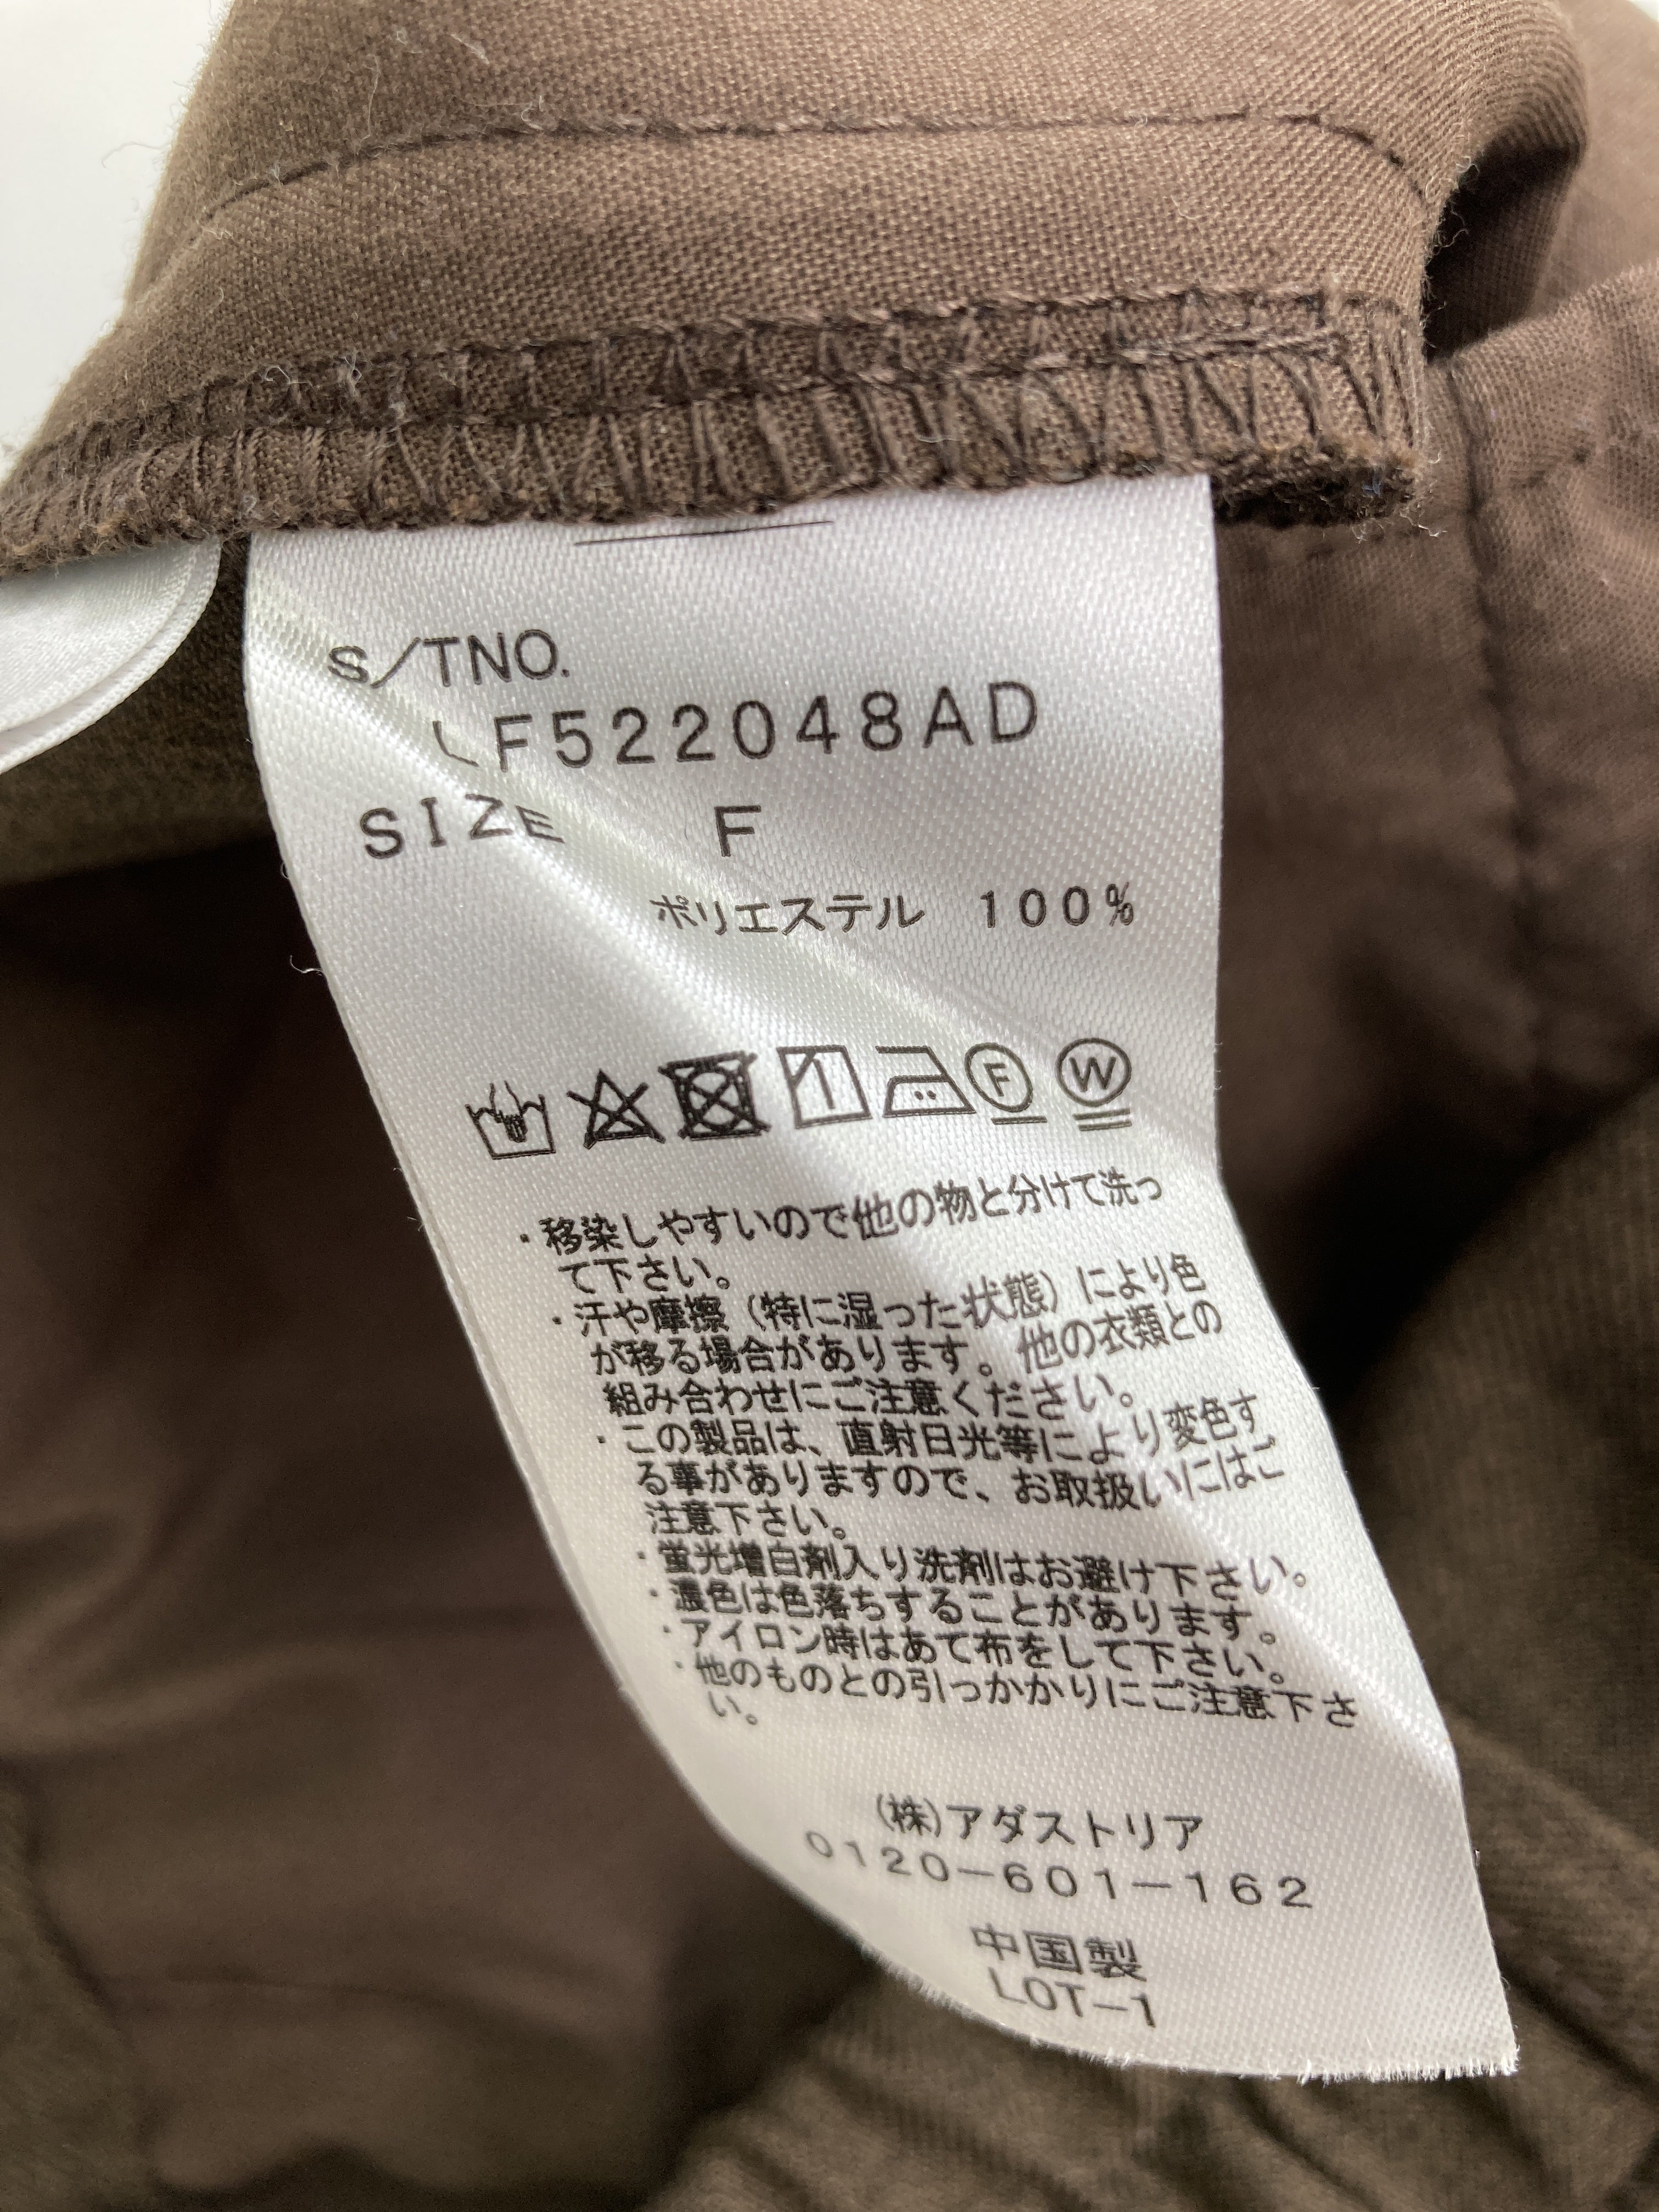 S/TNO.
LF522048AD
SIZE F
ポリエステル 100%
F W
・移染しやすいので他の物と分けて洗っ
て下さい。
・汗や摩擦（特に湿った状態）により色
が移る場合があります。他の衣類との
組み合わせにご注意ください。
・この製品は、直射日光等により変色す
る事がありますので、お取扱いにはご
注意下さい。
・蛍光増白剤入り洗剤はお避け下さい。
・濃色は色落ちすることがあります。
・アイロン時はあて布をして下さい。
・他のものとの引っかかりにご注意下さ
い。
(株)アダストリア
0120-601-162
中国製
LOT-1